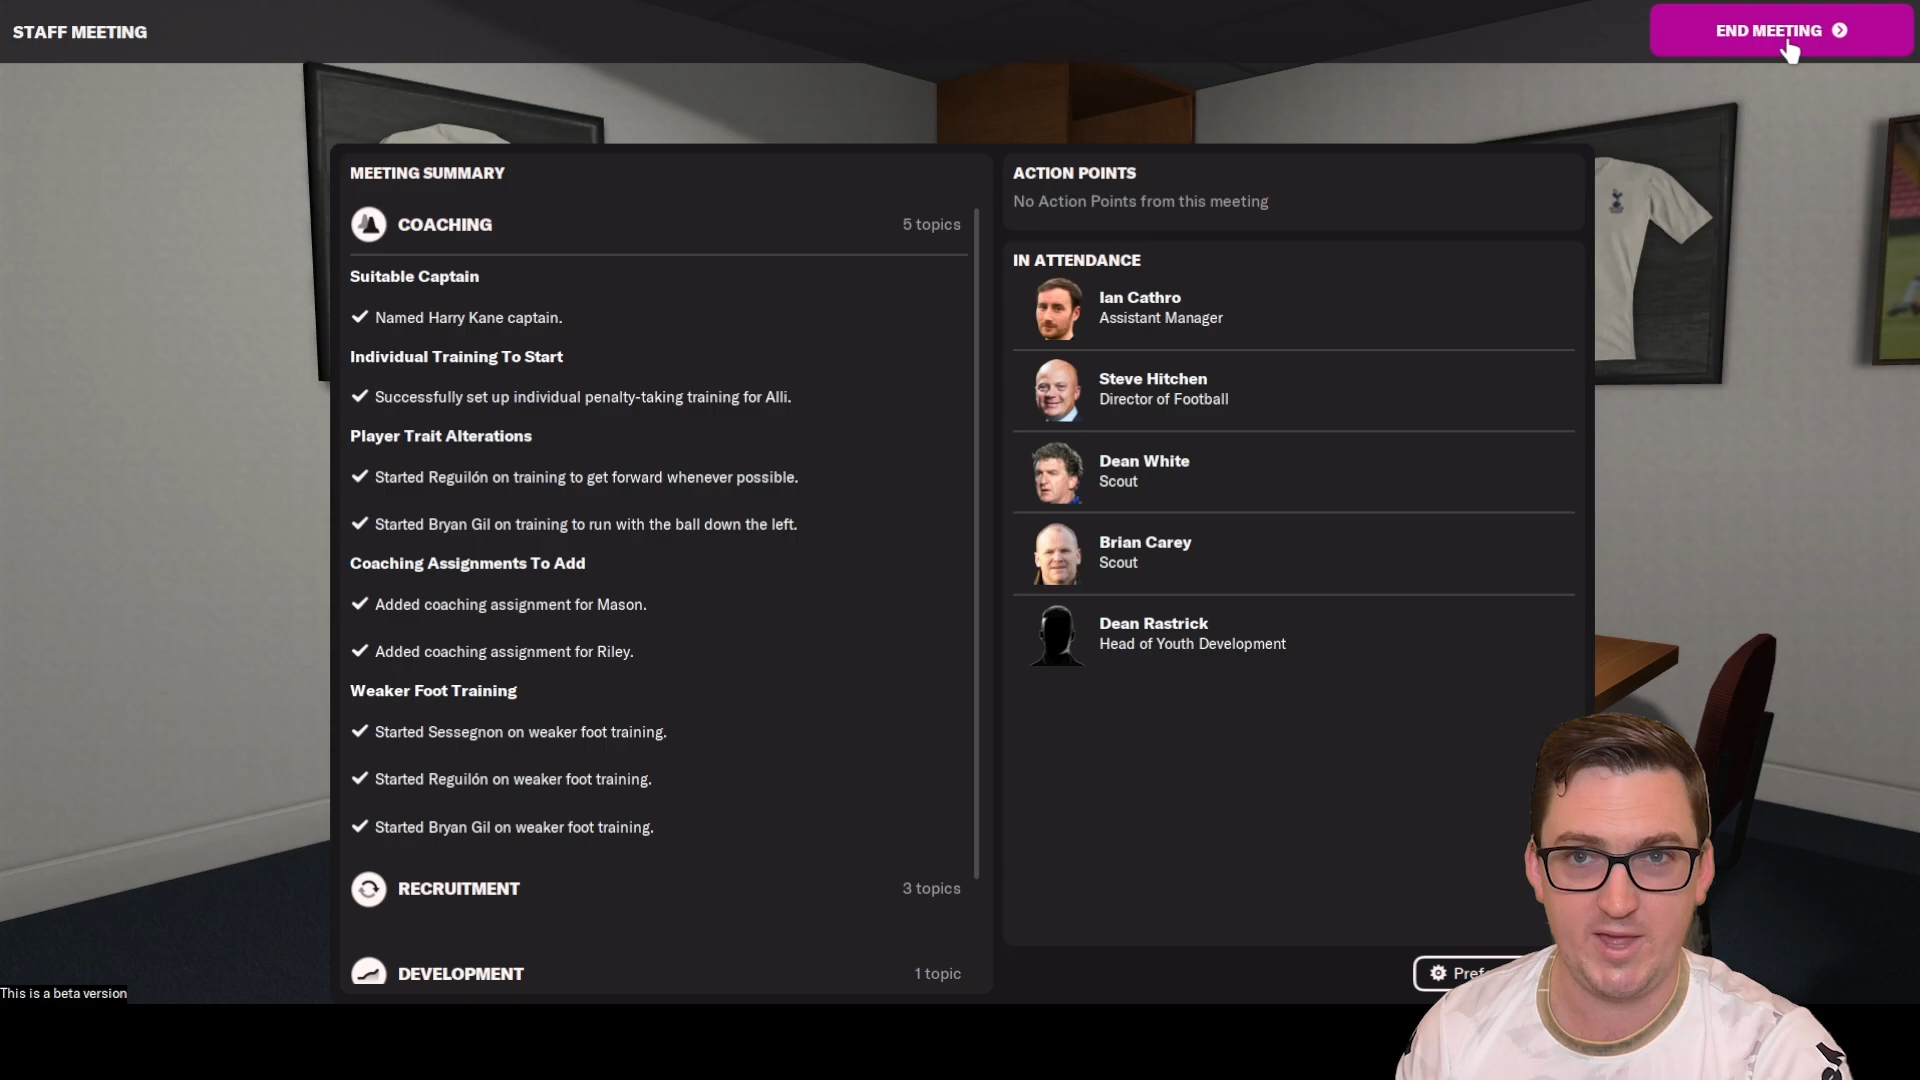 STAFF MEETING
END MEETING
MEETING SUMMARY
COACHING
5 topics
Suitable Captain
Named Harry Kane captain.
Individual Training To Start
Successfully set up individual penalty-taking training for Alli.
Player Trait Alterations
Started Reguilón on training to get forward whenever possible.
Started Bryan Gil on training to run with the ball down the left.
Coaching Assignments To Add
Added coaching assignment for Mason.
Added coaching assignment for Riley.
Weaker Foot Training
Started Sessegnon on weaker foot training.
Started Reguilón on weaker foot training.
Started Bryan Gil on weaker foot training.
RECRUITMENT
3 topics
DEVELOPMENT
1 topic
ACTION POINTS
No Action Points from this meeting
IN ATTENDANCE
Ian Cathro
Assistant Manager
Steve Hitchen
Director of Football
Dean White
Scout
Brian Carey
Scout
Dean Rastrick
Head of Youth Development
This is a beta version